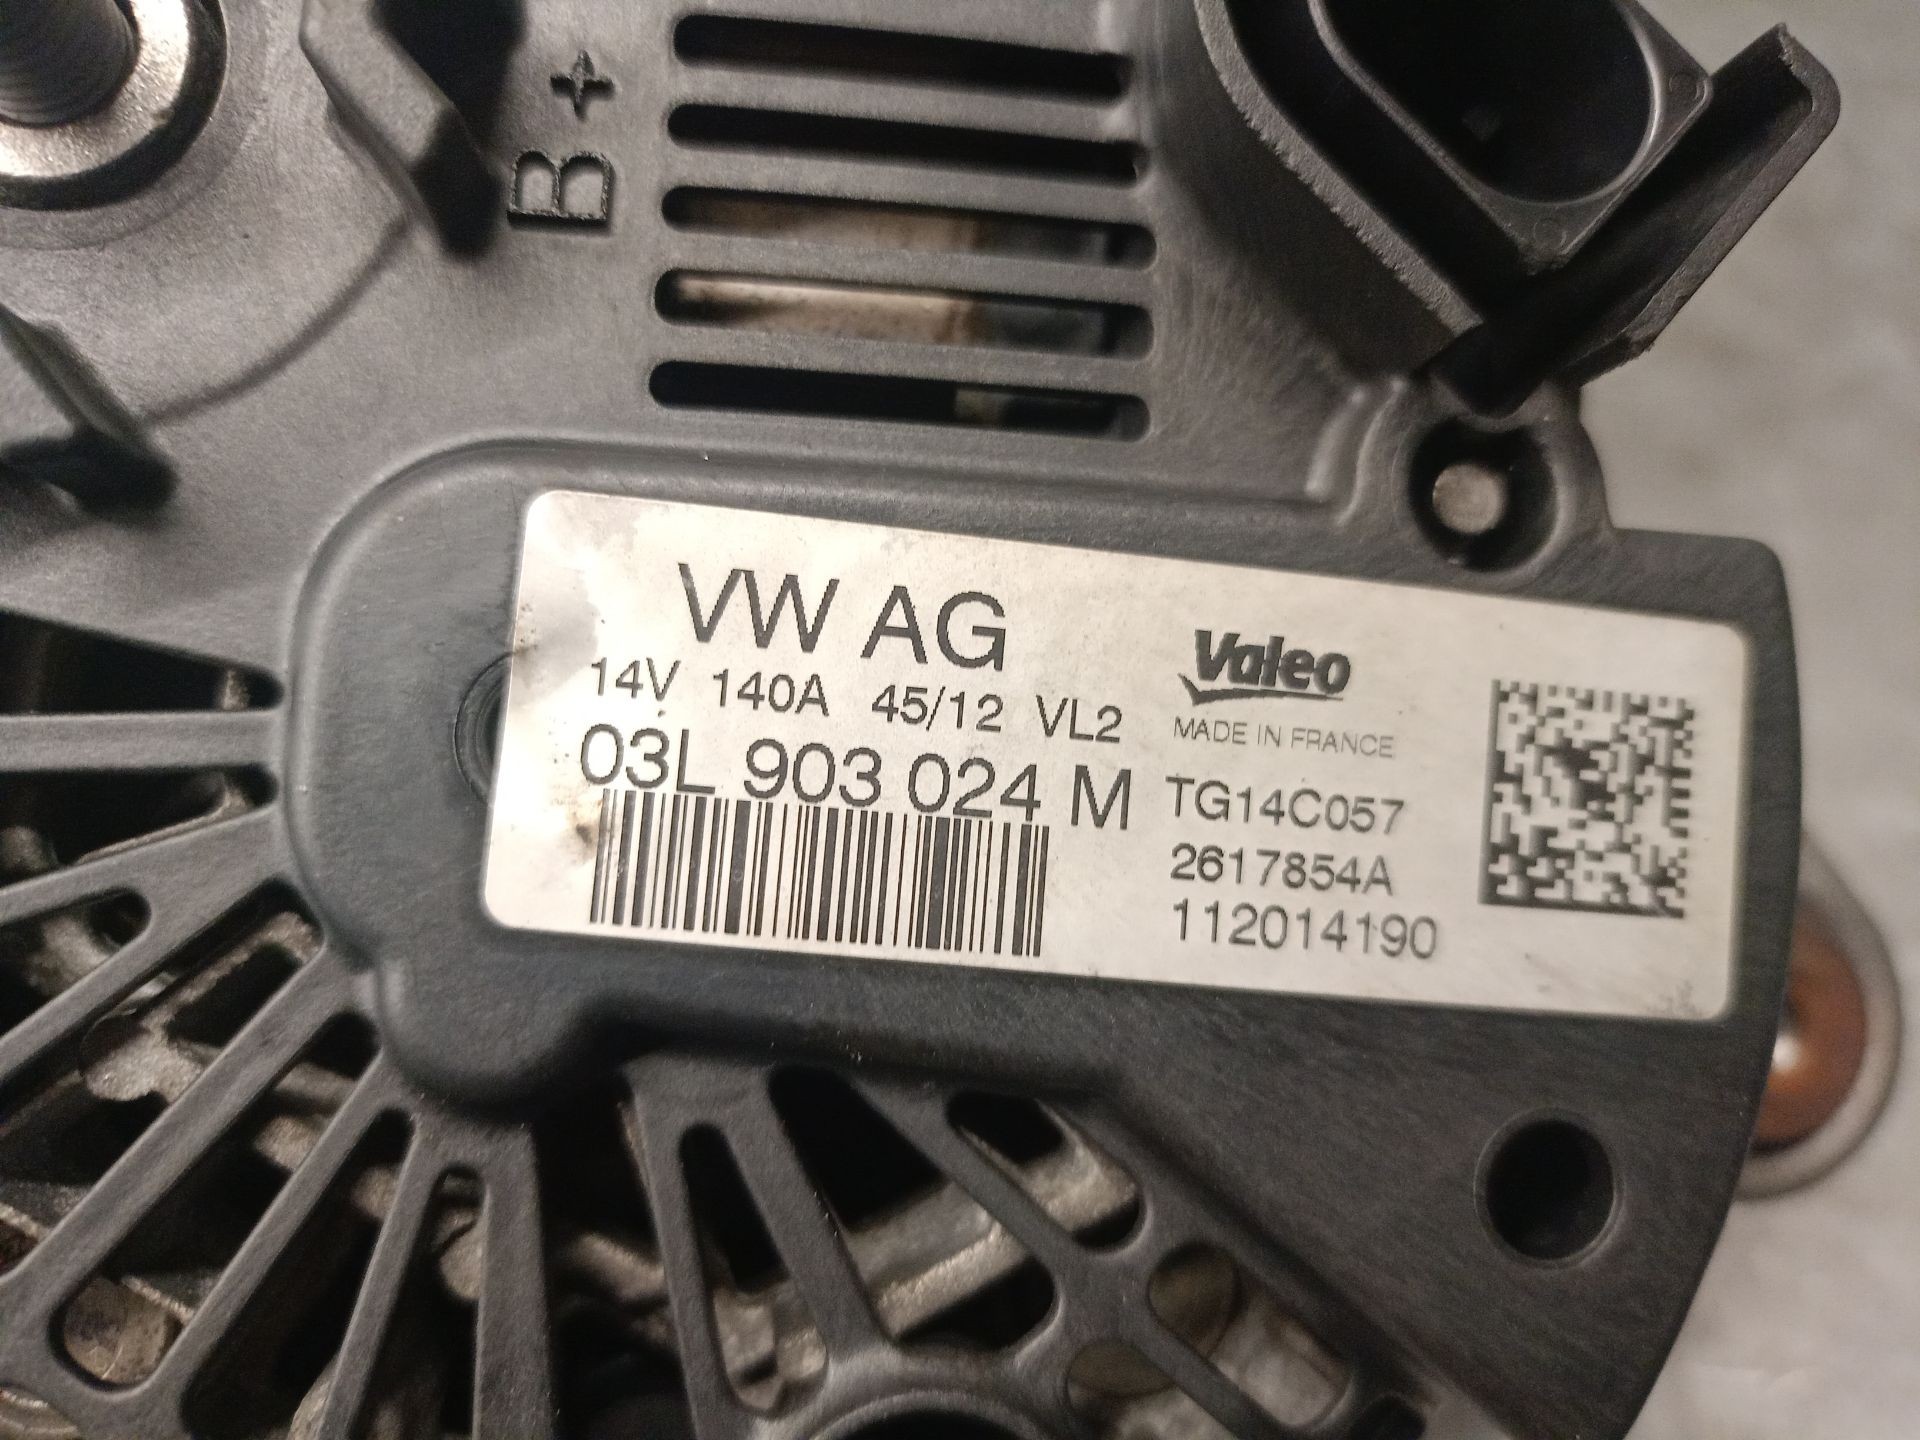 B+
VW AG
14V 140A 45/12 VL2
03L 903 024 M
Valeo
MADE IN FRANCE
TG14C057
2617854A
112014190